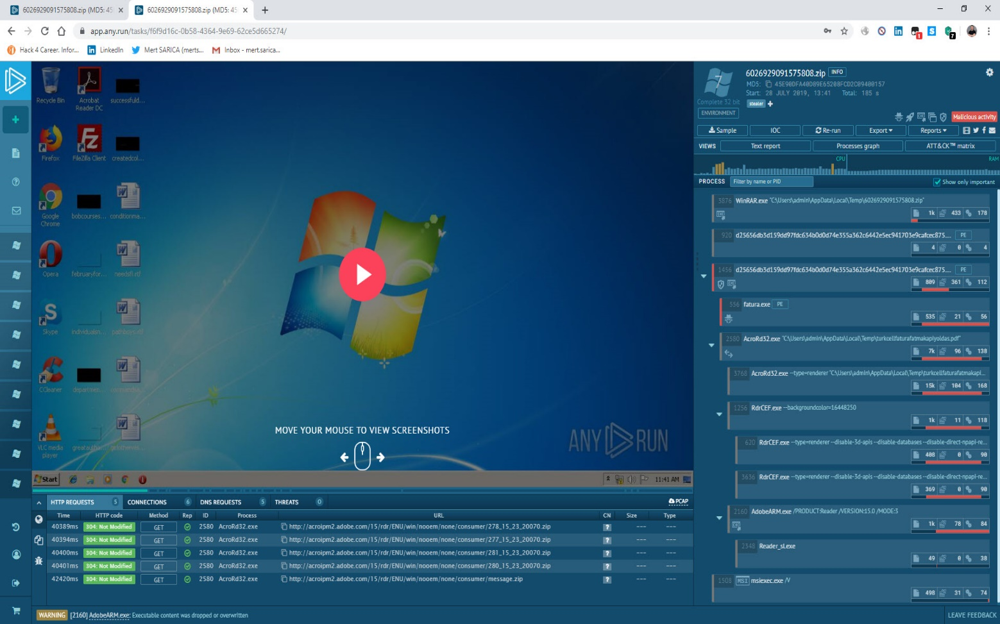 6026929091575808.zip (MD5: 45
6026929091575808.zip (MD5: 45
app.any.run/tasks/f6f9d16c-0b58-4364-9e69-62ce5d665274/
Hack 4 Career. Infor...
LinkedIn
Mert SARICA (merts...
Inbox - mert.sarica...
Recycle Bin
Acrobat Reader DC
successfuld...
Firefox
FileZilla Client
createdcol...
Google Chrome
bobcourses...
conditionma...
Opera
februaryfor...
needsfi.rtf
Skype
individualsn...
pathboys.rtf
CCleaner
departmen...
VLC media player
greatautho...
MOVE YOUR MOUSE TO VIEW SCREENSHOTS
ANY RUN
Start
11:41 AM
6026929091575808.zip INFO
MD5: 45E90DFA40D89E65208FCD2C09400157
Start: 28 JULY 2019, 13:41 Total: 185 s
7
Complete 32 bit
stealer +
ENVIRONMENT
Malicious activity
Sample
IOC
Re-run
Export
Reports
VIEWS
Text report
Processes graph
ATT&CK™ matrix
CPU
RAM
PROCESS
Filter by name or PID
Show only important
3876 WinRAR.exe "C:\Users\admin\AppData\Local\Temp\6026929091575808.zip"
1k 433 178
920 d25656db3d159dd97fdc634b0d0d74e355a362c6442e5ec941703e9cafcec875.... PE
4 0 4
1456 d25656db3d159dd97fdc634b0d0d74e355a362c6442e5ec941703e9cafcec875.... PE
809 361 112
556 fatura.exe PE
535 21 56
2580 AcroRd32.exe "C:\Users\admin\AppData\Local\Temp\turkcellfaturafatmakapiyoldas.pdf"
7k 96 138
3768 AcroRd32.exe --type=renderer "C:\Users\admin\AppData\Local\Temp\turkcellfaturafatmakapi...
15k 104 168
1256 RdrCEF.exe --backgroundcolor=16448250
1k 11 118
620 RdrCEF.exe --type=renderer --disable-3d-apis --disable-databases --disable-direct-npapi-re...
408 0 90
3636 RdrCEF.exe --type=renderer --disable-3d-apis --disable-databases --disable-direct-npapi-re...
369 0 90
2160 AdobeARM.exe /PRODUCT:Reader /VERSION:15.0 /MODE:3
1k 78 84
2348 Reader_sl.exe
49 0 38
1508 MSI msiexec.exe /V
498 31 74
HTTP REQUESTS 5
CONNECTIONS 6
DNS REQUESTS 5
THREATS 0
PCAP
Time HTTP code Method Rep ID Process URL CN Size Type
40389ms 304: Not Modified GET 2580 AcroRd32.exe http://acroipm2.adobe.com/15/rdr/ENU/win/nooem/none/consumer/278_15_23_20070.zip ? --- ---
40394ms 304: Not Modified GET 2580 AcroRd32.exe http://acroipm2.adobe.com/15/rdr/ENU/win/nooem/none/consumer/277_15_23_20070.zip ? --- ---
40400ms 304: Not Modified GET 2580 AcroRd32.exe http://acroipm2.adobe.com/15/rdr/ENU/win/nooem/none/consumer/281_15_23_20070.zip ? --- ---
40401ms 304: Not Modified GET 2580 AcroRd32.exe http://acroipm2.adobe.com/15/rdr/ENU/win/nooem/none/consumer/280_15_23_20070.zip ? --- ---
42420ms 304: Not Modified GET 2580 AcroRd32.exe http://acroipm2.adobe.com/15/rdr/ENU/win/nooem/none/consumer/message.zip ? --- ---
WARNING [2160] AdobeARM.exe: Executable content was dropped or overwritten
LEAVE FEEDBACK